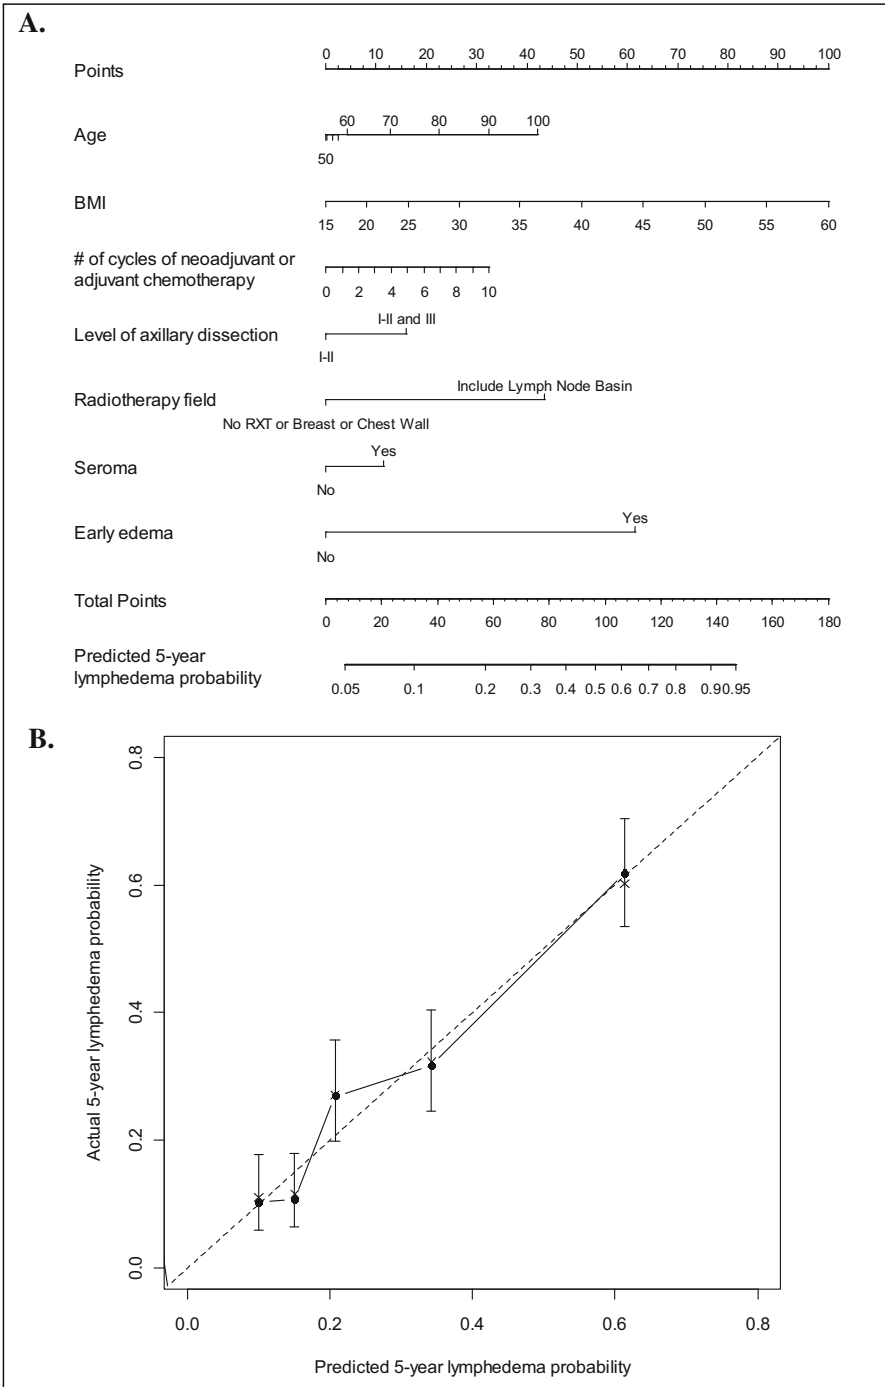 A.
Points
0 10 20 30 40 50 60 70 80 90 100
Age
60 70 80 90 100
50
BMI
15 20 25 30 35 40 45 50 55 60
# of cycles of neoadjuvant or
adjuvant chemotherapy
0 2 4 6 8 10
Level of axillary dissection
I-II and III
I-II
Radiotherapy field
Include Lymph Node Basin
No RXT or Breast or Chest Wall
Seroma
Yes
No
Early edema
Yes
No
Total Points
0 20 40 60 80 100 120 140 160 180
Predicted 5-year
lymphedema probability
0.05 0.1 0.2 0.3 0.4 0.5 0.6 0.7 0.8 0.90.95
B.
Actual 5-year lymphedema probability
0.8
0.6
0.4
0.2
0.0
0.0 0.2 0.4 0.6 0.8
Predicted 5-year lymphedema probability